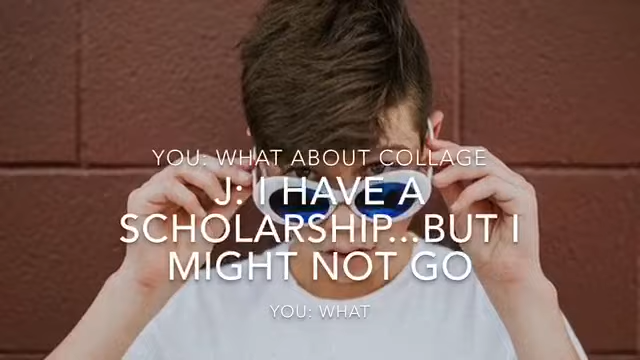 YOU: WHAT ABOUT COLLAGE
J: I HAVE A
SCHOLARSHIP...BUT I
MIGHT NOT GO
YOU: WHAT